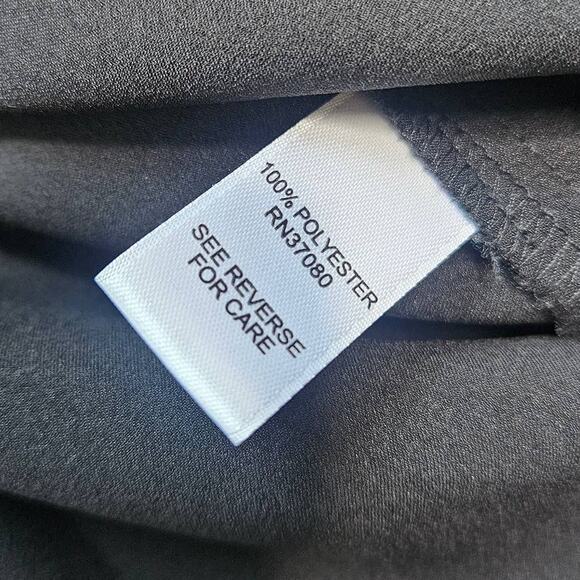 100% POLYESTER
RN37080
SEE REVERSE
FOR CARE